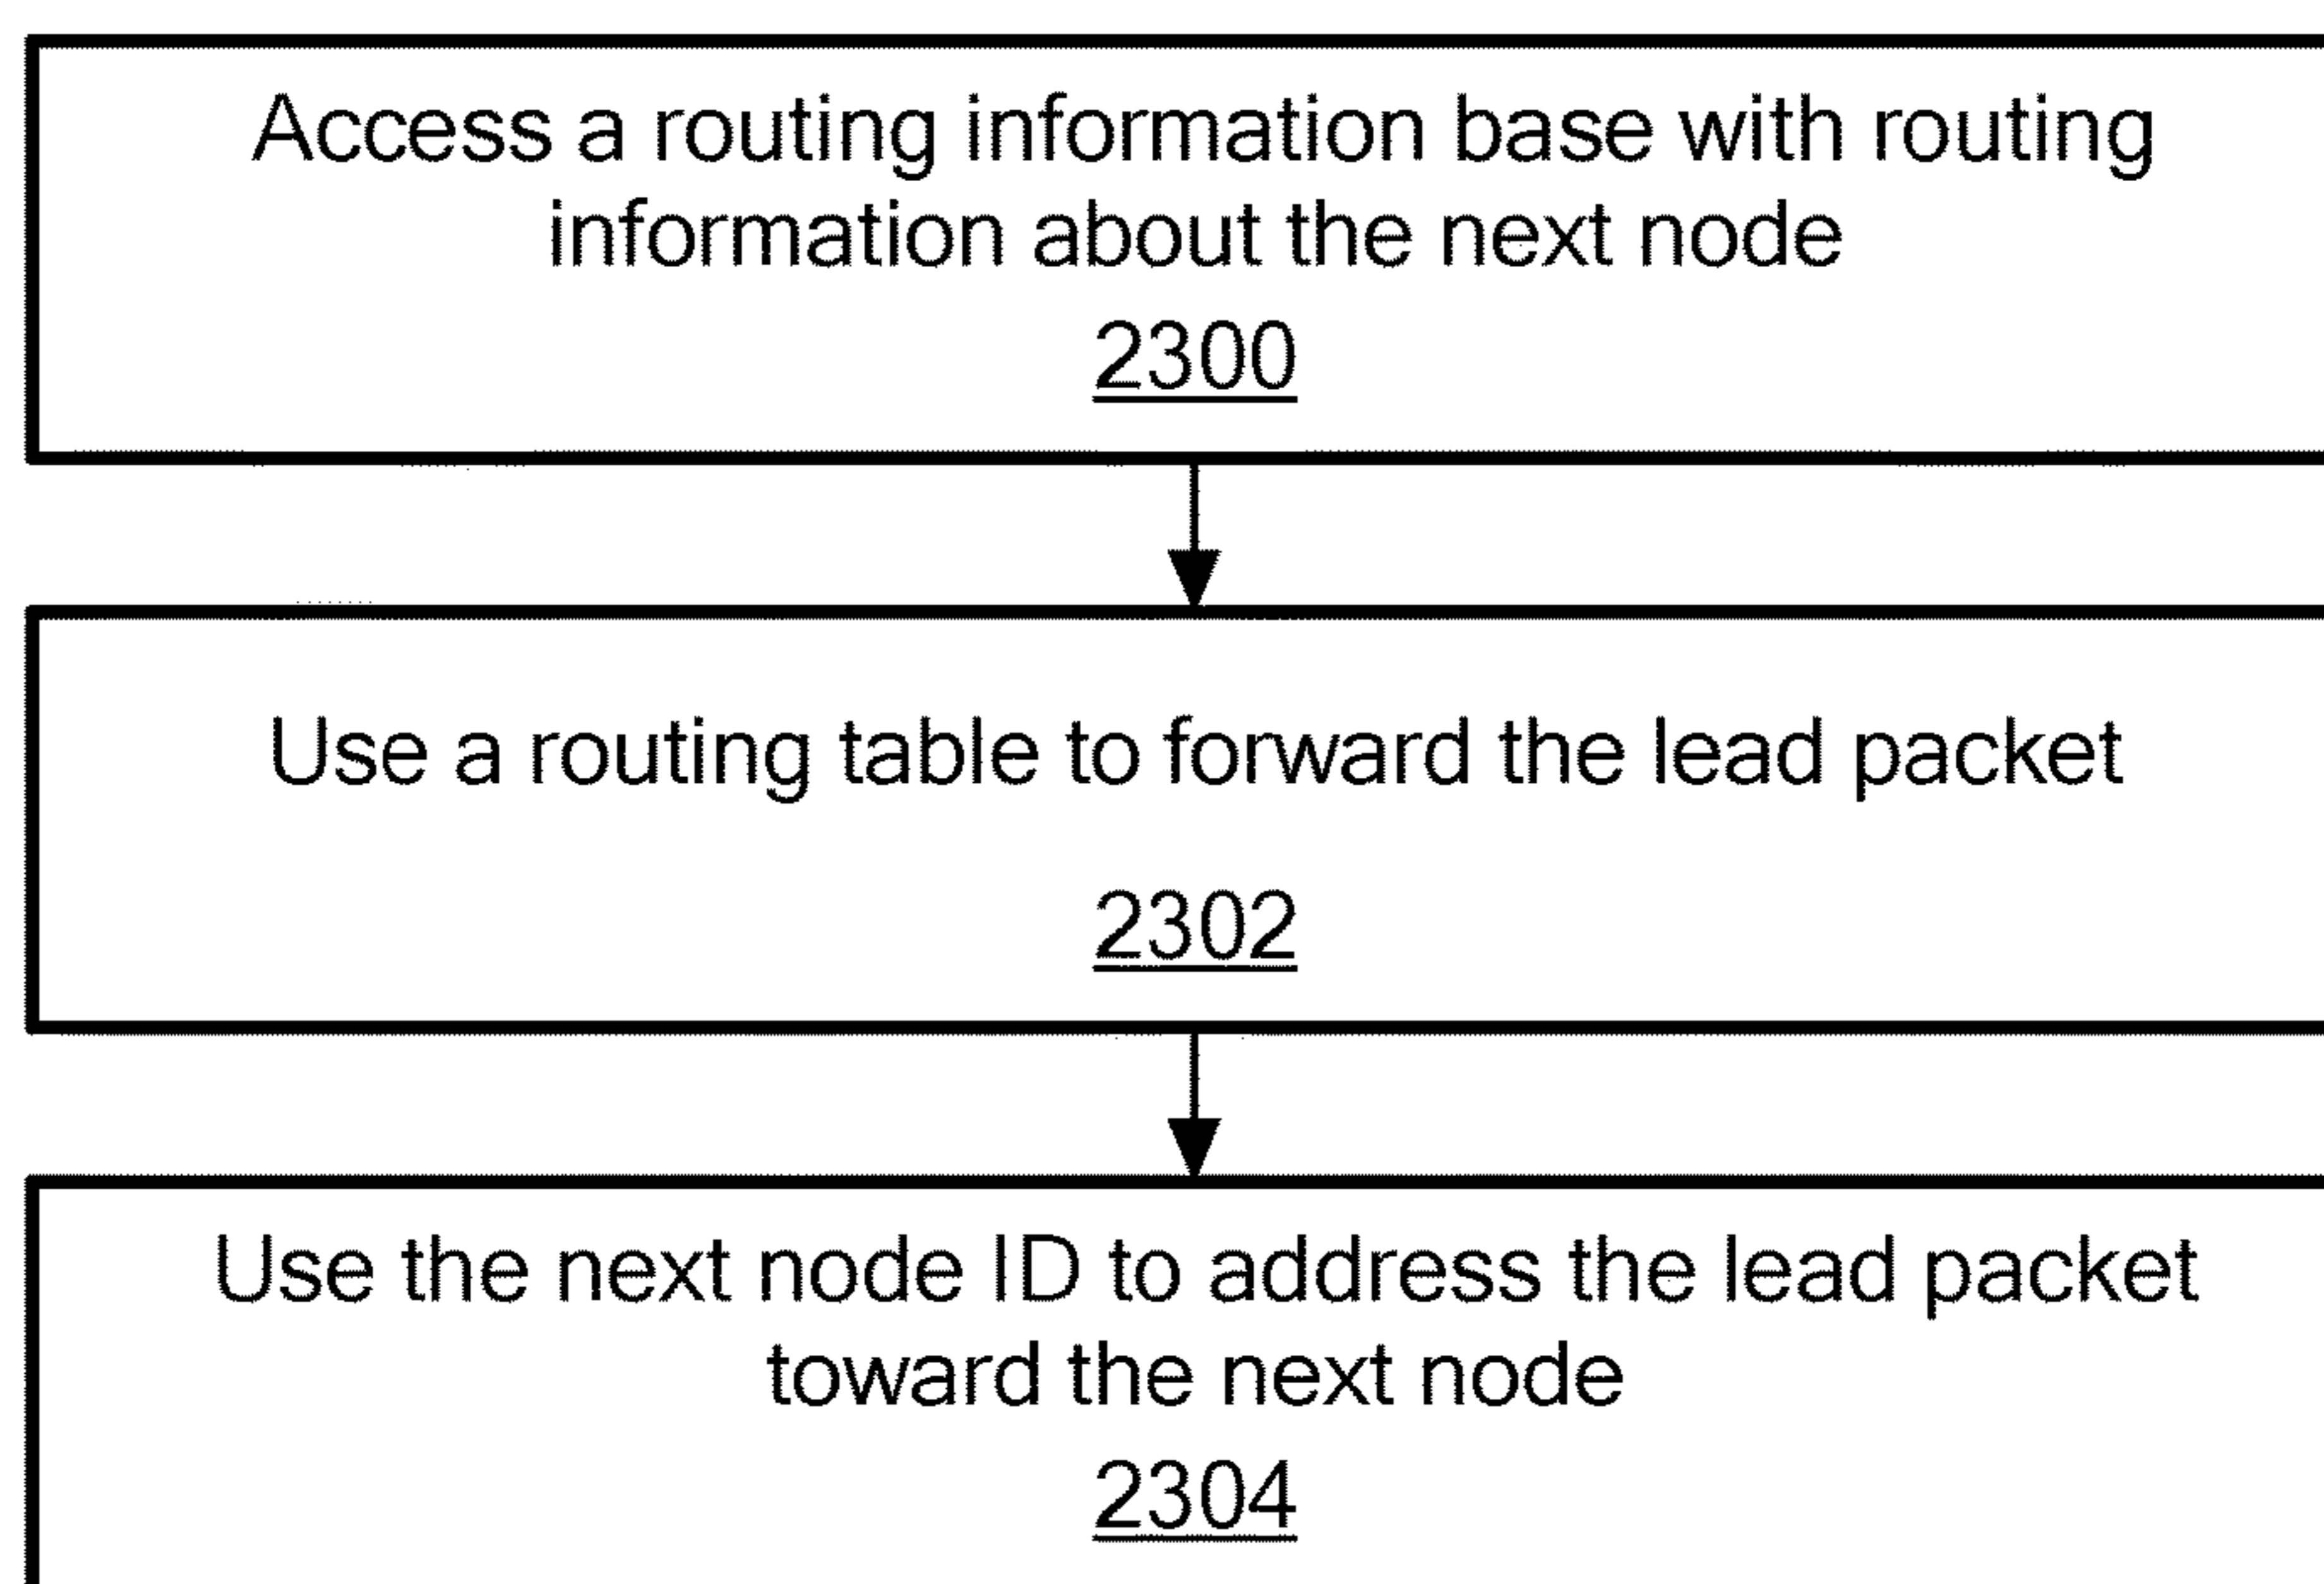 Access a routing information base with routing
information about the next node
2300
Use a routing table to forward the lead packet
2302
Use the next node ID to address the lead packet
toward the next node
2304